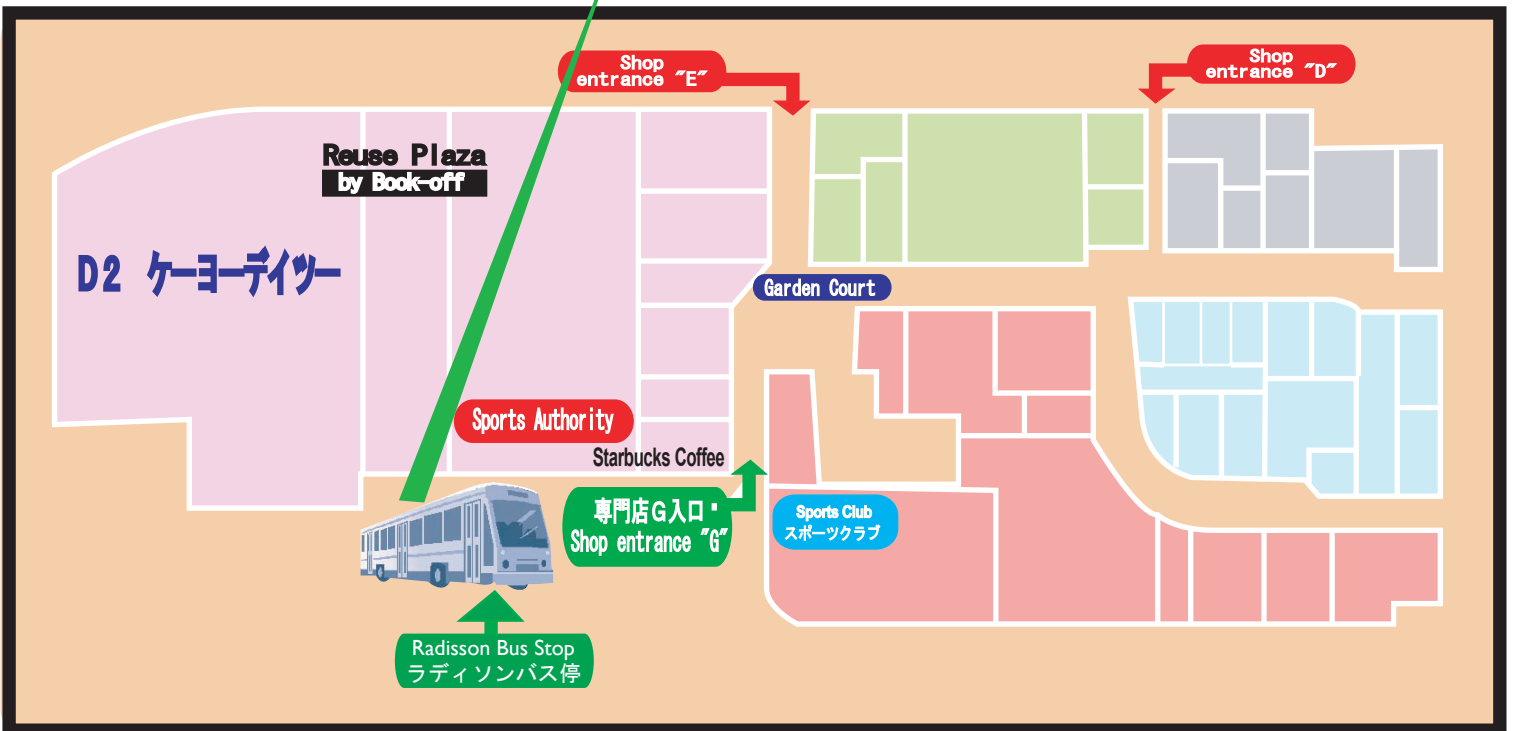 Shop
entrance "E"
Shop
entrance "D"
Reuse Plaza
by Book-off
D2 ケーヨーデイツー
Garden Court
Sports Authority
Starbucks Coffee
専門店G入口・
Shop entrance "G"
Sports Club
スポーツクラブ
Radisson Bus Stop
ラディソンバス停